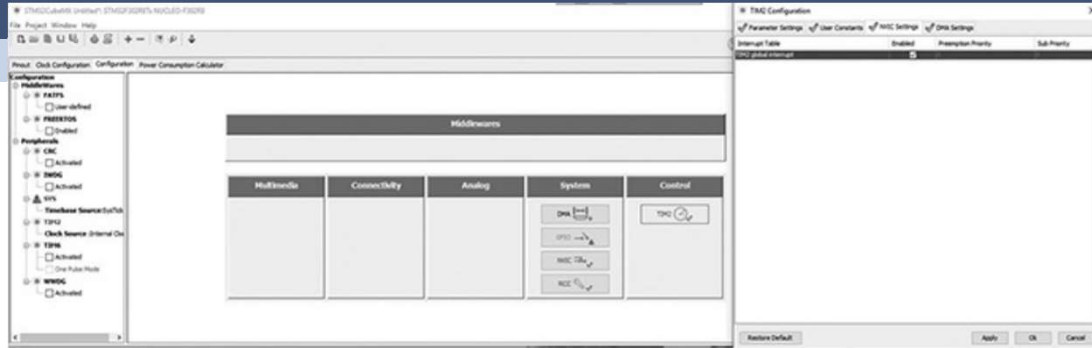 STM32CubeMX Untitled*: STM32F302R8Tx NUCLEO-F302R8
File Project Window Help
Pinout Clock Configuration Configuration Power Consumption Calculator
Configuration
MiddleWares
FATFS
User-defined
FREERTOS
Enabled
Peripherals
CRC
Activated
IWDG
Activated
SYS
Timebase Source: SysTick
TIM2
Clock Source :Internal Clo
TIM6
Activated
One Pulse Mode
WWDG
Activated
Middlewares
Multimedia Connectivity Analog System Control
DMA TIM2
GPIO
NVIC
RCC
TIM2 Configuration
Parameter Settings User Constants NVIC Settings DMA Settings
Interrupt Table Enabled Preemption Priority Sub Priority
TIM2 global interrupt
Restore Default Apply Ok Cancel